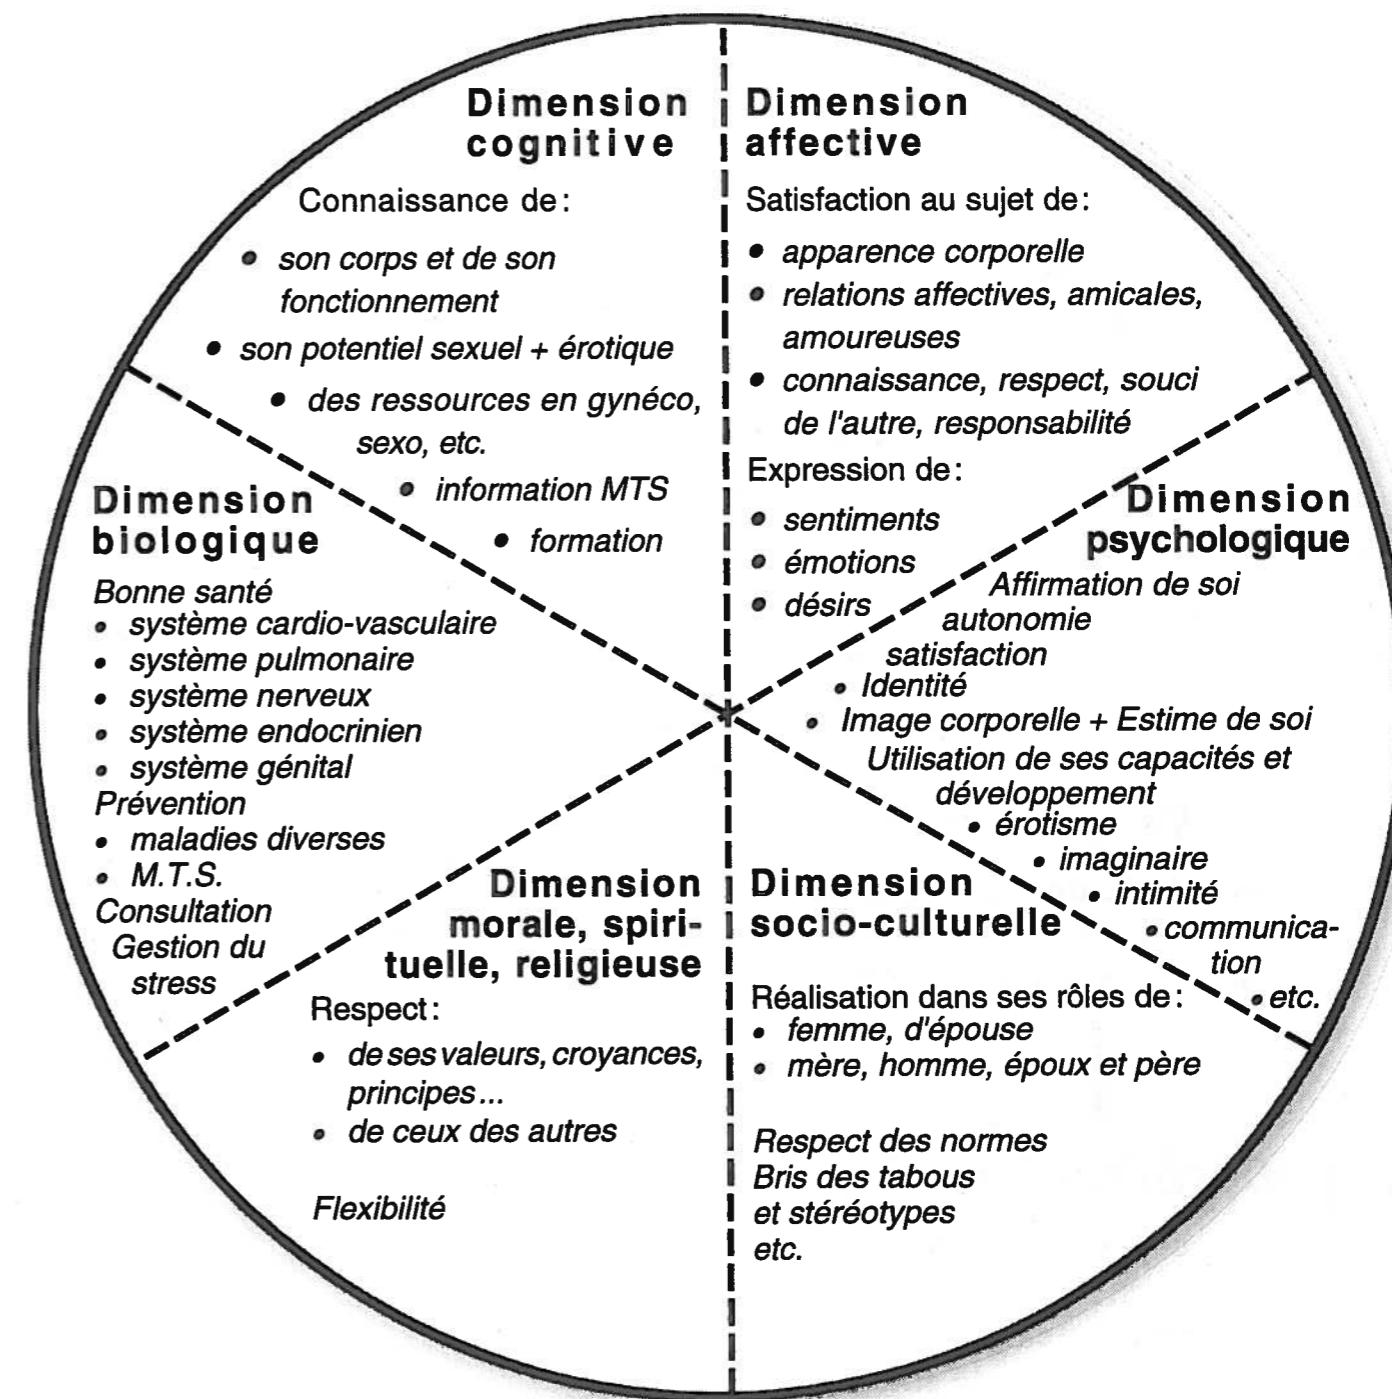 Dimension
cognitive
Connaissance de :
• son corps et de son
fonctionnement
• son potentiel sexuel + érotique
• des ressources en gynéco,
sexo, etc.
• information MTS
• formation
Dimension
affective
Satisfaction au sujet de :
• apparence corporelle
• relations affectives, amicales,
amoureuses
• connaissance, respect, souci
de l'autre, responsabilité
Expression de :
• sentiments
• émotions
• désirs
Dimension
psychologique
Affirmation de soi
autonomie
satisfaction
• Identité
• Image corporelle + Estime de soi
Utilisation de ses capacités et
développement
• érotisme
• imaginaire
• intimité
• communica-
tion
• etc.
Dimension
socio-culturelle
Réalisation dans ses rôles de :
• femme, d'épouse
• mère, homme, époux et père
Respect des normes
Bris des tabous
et stéréotypes
etc.
Dimension
morale, spiri-
tuelle, religieuse
Respect :
• de ses valeurs, croyances,
principes...
• de ceux des autres
Flexibilité
Dimension
biologique
Bonne santé
• système cardio-vasculaire
• système pulmonaire
• système nerveux
• système endocrinien
• système génital
Prévention
• maladies diverses
• M.T.S.
Consultation
Gestion du
stress